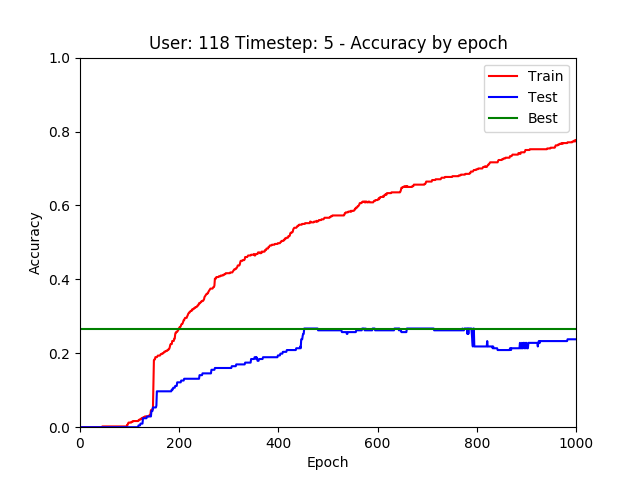 User: 118 Timestep: 5 - Accuracy by epoch
1.0
0.8
0.6
0.4
0.2
0.0
Accuracy
Train
Test
Best
0 200 400 600 800 1000
Epoch